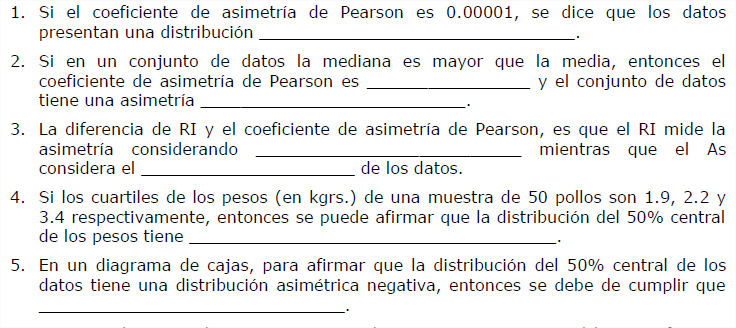 1. Si el coeficiente de asimetría de Pearson es 0.00001, se dice que los datos
presentan una distribución ______________________________.
2. Si en un conjunto de datos la mediana es mayor que la media, entonces el
coeficiente de asimetría de Pearson es ________________ y el conjunto de datos
tiene una asimetría _________________________.
3. La diferencia de RI y el coeficiente de asimetría de Pearson, es que el RI mide la
asimetría considerando _________________________ mientras que el As
considera el ____________________ de los datos.
4. Si los cuartiles de los pesos (en kgrs.) de una muestra de 50 pollos son 1.9, 2.2 y
3.4 respectivamente, entonces se puede afirmar que la distribución del 50% central
de los pesos tiene ___________________________________.
5. En un diagrama de cajas, para afirmar que la distribución del 50% central de los
datos tiene una distribución asimétrica negativa, entonces se debe de cumplir que
_____________________________.